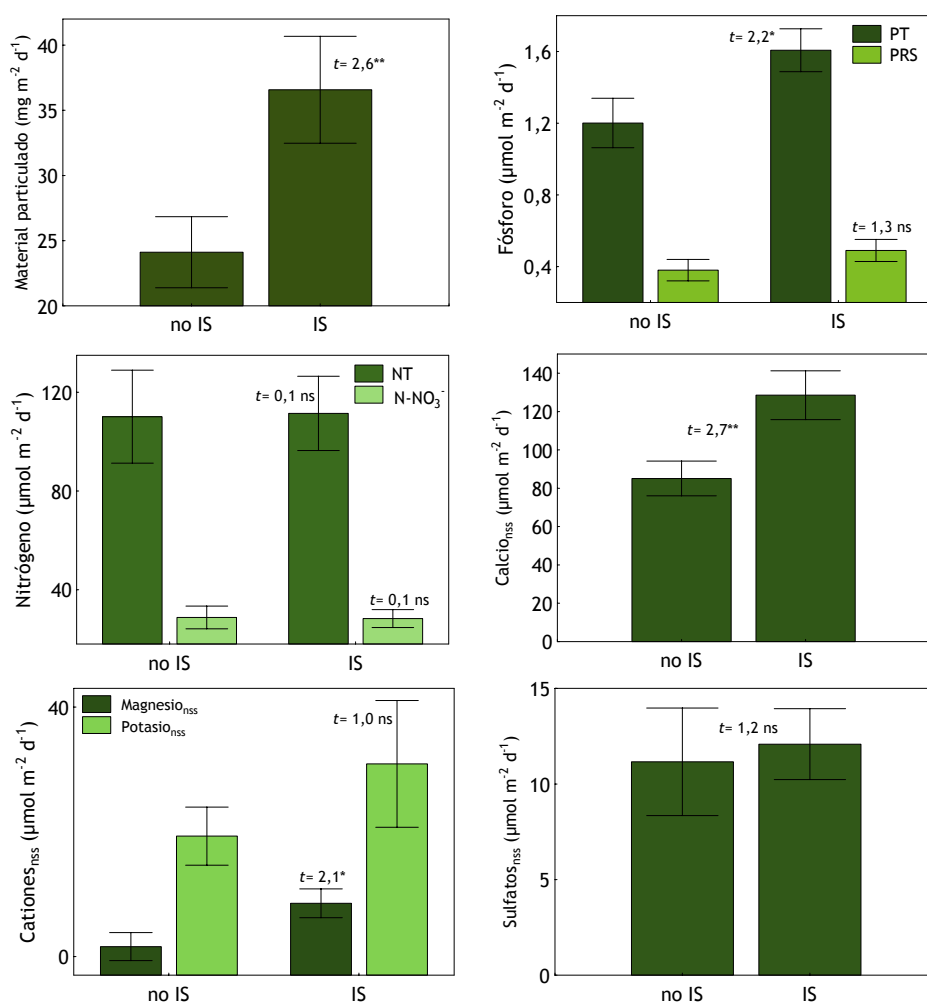 Material particulado (mg m⁻² d⁻¹)
40
35
30
25
20
t= 2,6**
no IS
IS
Fósforo (µmol m⁻² d⁻¹)
1,6
1,2
0,8
0,4
t= 2,2*
PT
PRS
t= 1,3 ns
no IS
IS
Nitrógeno (µmol m⁻² d⁻¹)
120
80
40
NT
N-NO₃⁻
t= 0,1 ns
t= 0,1 ns
no IS
IS
Calcio_nss (µmol m⁻² d⁻¹)
140
120
100
80
60
40
20
0
t= 2,7**
no IS
IS
Cationes_nss (µmol m⁻² d⁻¹)
40
0
Magnesio_nss
Potasio_nss
t= 1,0 ns
t= 2,1*
no IS
IS
Sulfatos_nss (µmol m⁻² d⁻¹)
15
10
5
0
t= 1,2 ns
no IS
IS